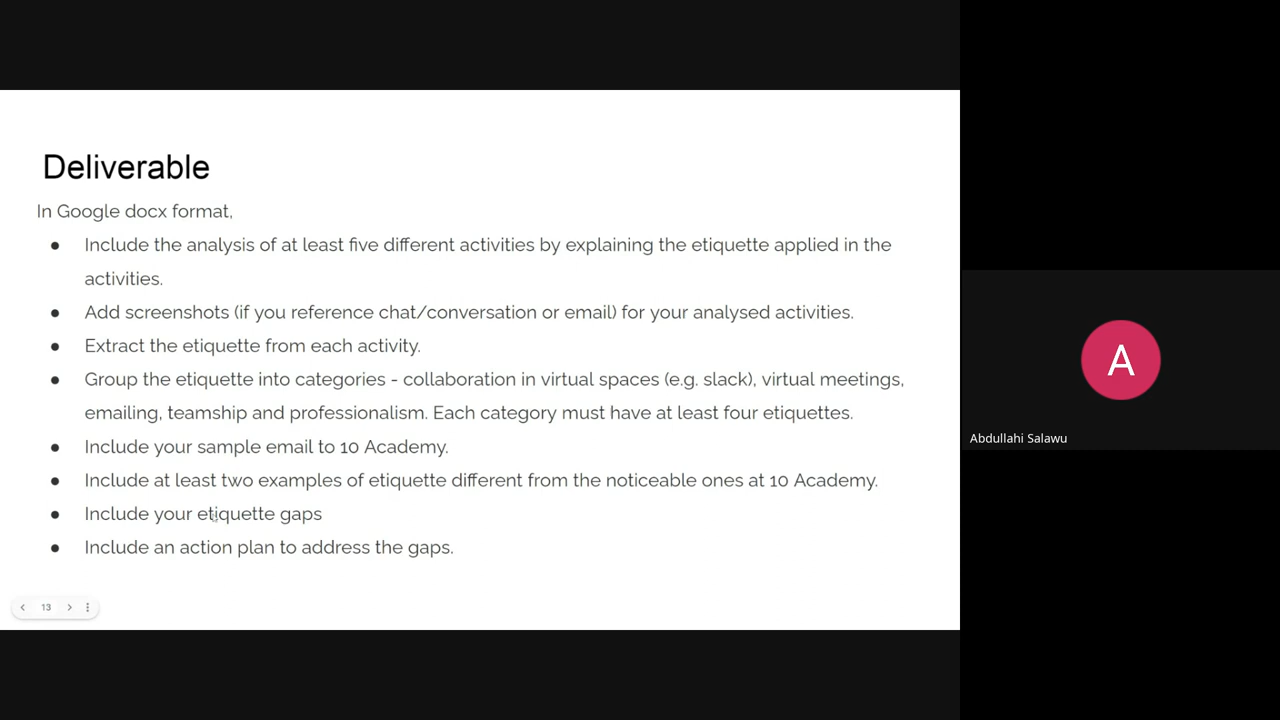 Deliverable
In Google docx format,
● Include the analysis of at least five different activities by explaining the etiquette applied in the
activities.
● Add screenshots (if you reference chat/conversation or email) for your analysed activities.
● Extract the etiquette from each activity.
● Group the etiquette into categories - collaboration in virtual spaces (e.g. slack), virtual meetings,
emailing, teamship and professionalism. Each category must have at least four etiquettes.
● Include your sample email to 10 Academy.
● Include at least two examples of etiquette different from the noticeable ones at 10 Academy.
● Include your etiquette gaps
● Include an action plan to address the gaps.
13
A
Abdullahi Salawu